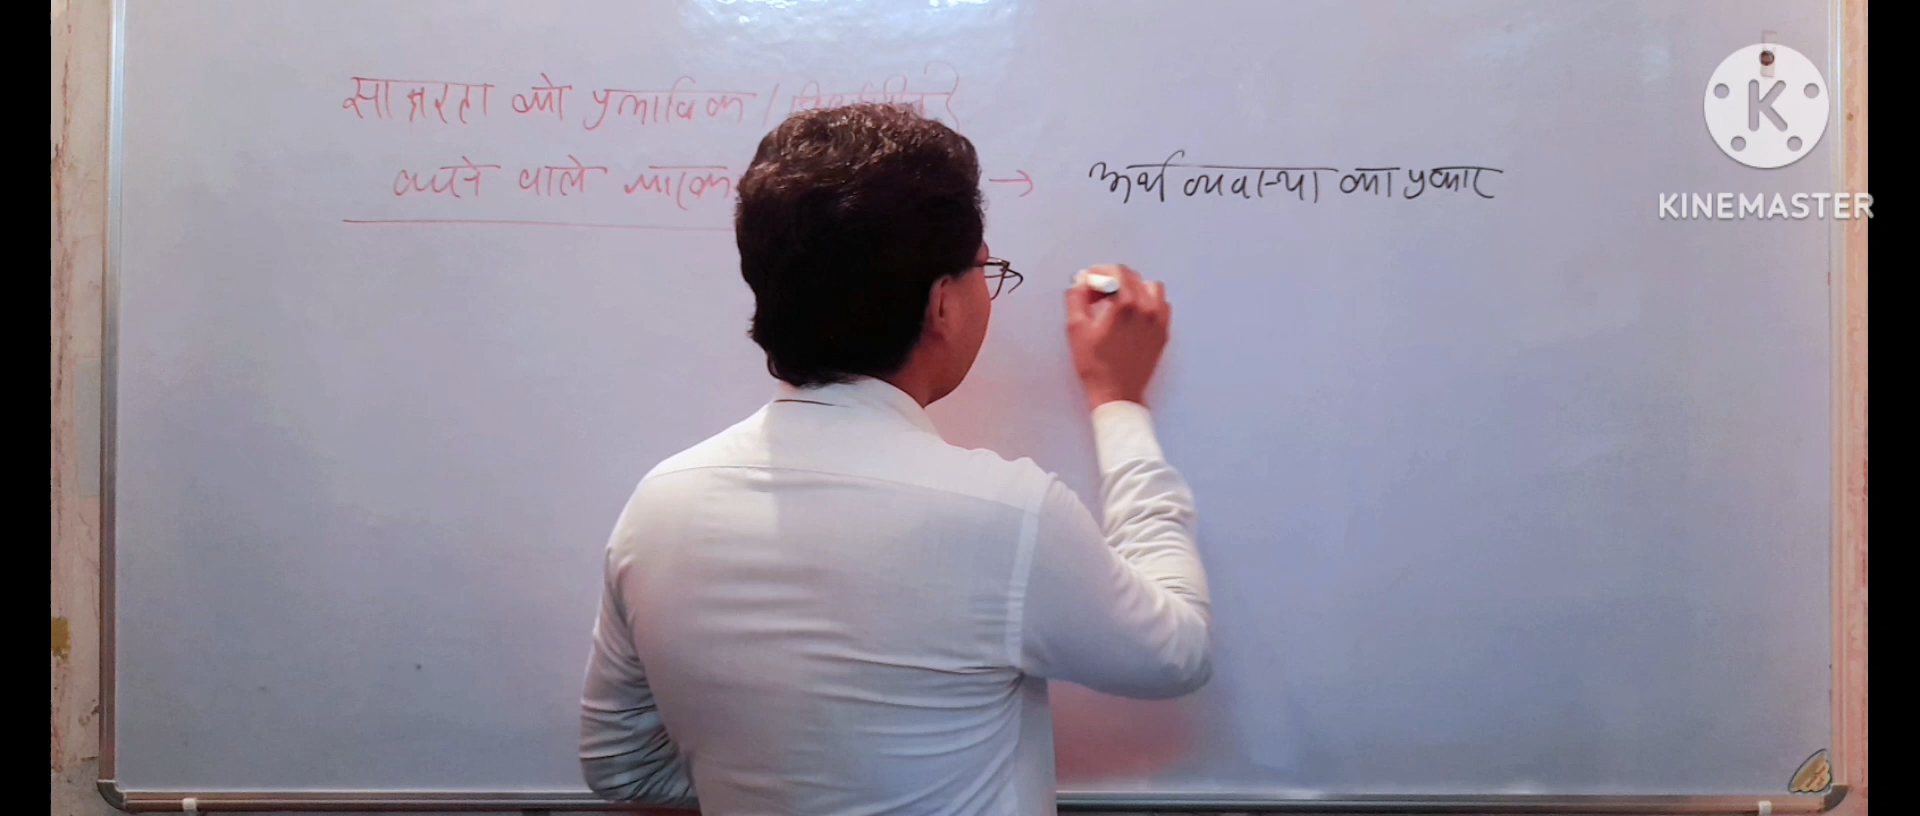 साक्षरता को प्रभावित /
करने वाले कारक
→ अर्थव्यवस्था का प्रकार
KINEMASTER